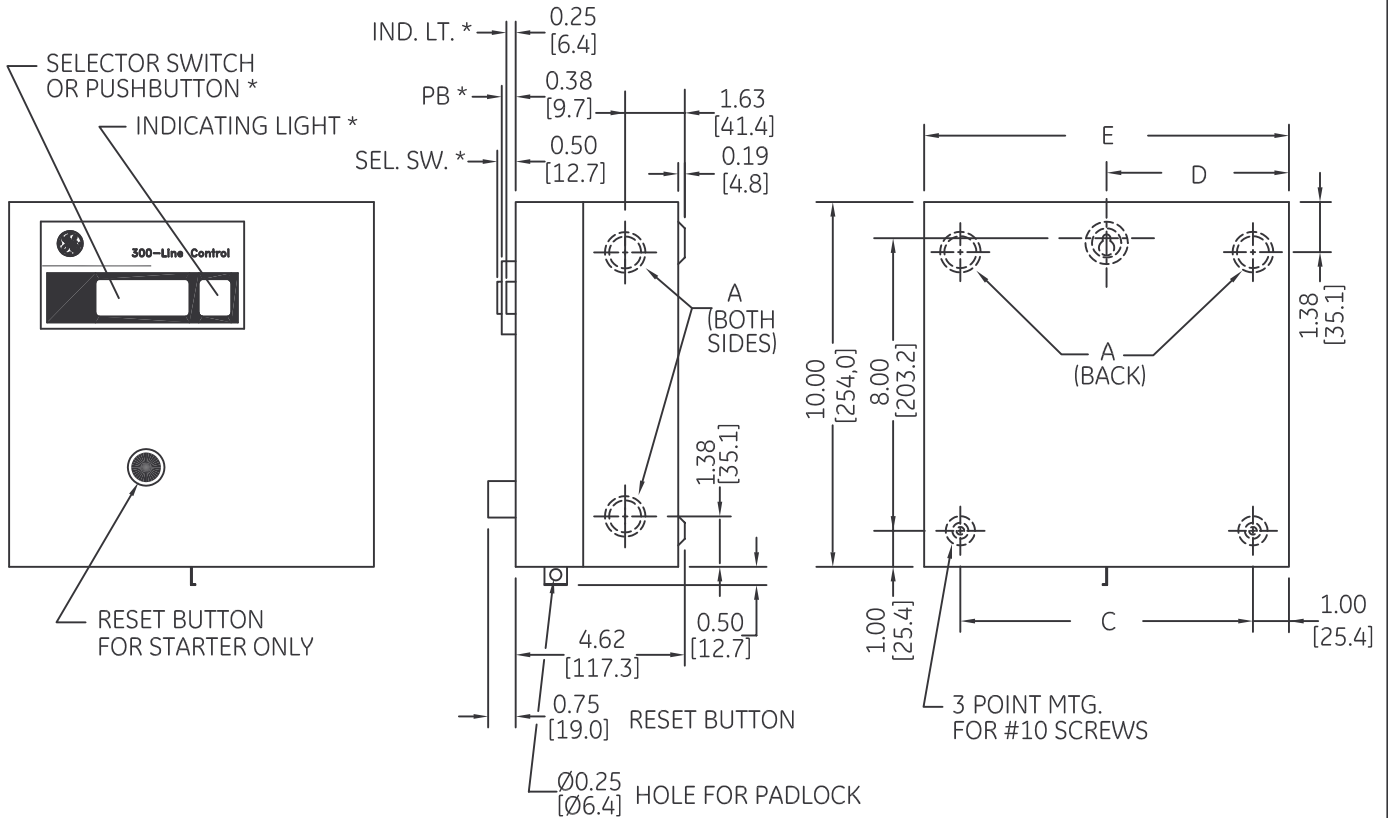 IND. LT. *
0.25
[6.4]
SELECTOR SWITCH
OR PUSHBUTTON *
PB *
0.38
[9.7]
1.63
[41.4]
INDICATING LIGHT *
SEL. SW. *
0.50
[12.7]
0.19
[4.8]
E
D
300-Line Control
A
(BOTH
SIDES)
1.38
[35.1]
10.00
[254,0]
8.00
[203.2]
1.38
[35.1]
A
(BACK)
RESET BUTTON
FOR STARTER ONLY
4.62
[117.3]
0.50
[12.7]
1.00
[25.4]
C
1.00
[25.4]
0.75
[19.0]
RESET BUTTON
3 POINT MTG.
FOR #10 SCREWS
Ø0.25
[Ø6.4]
HOLE FOR PADLOCK